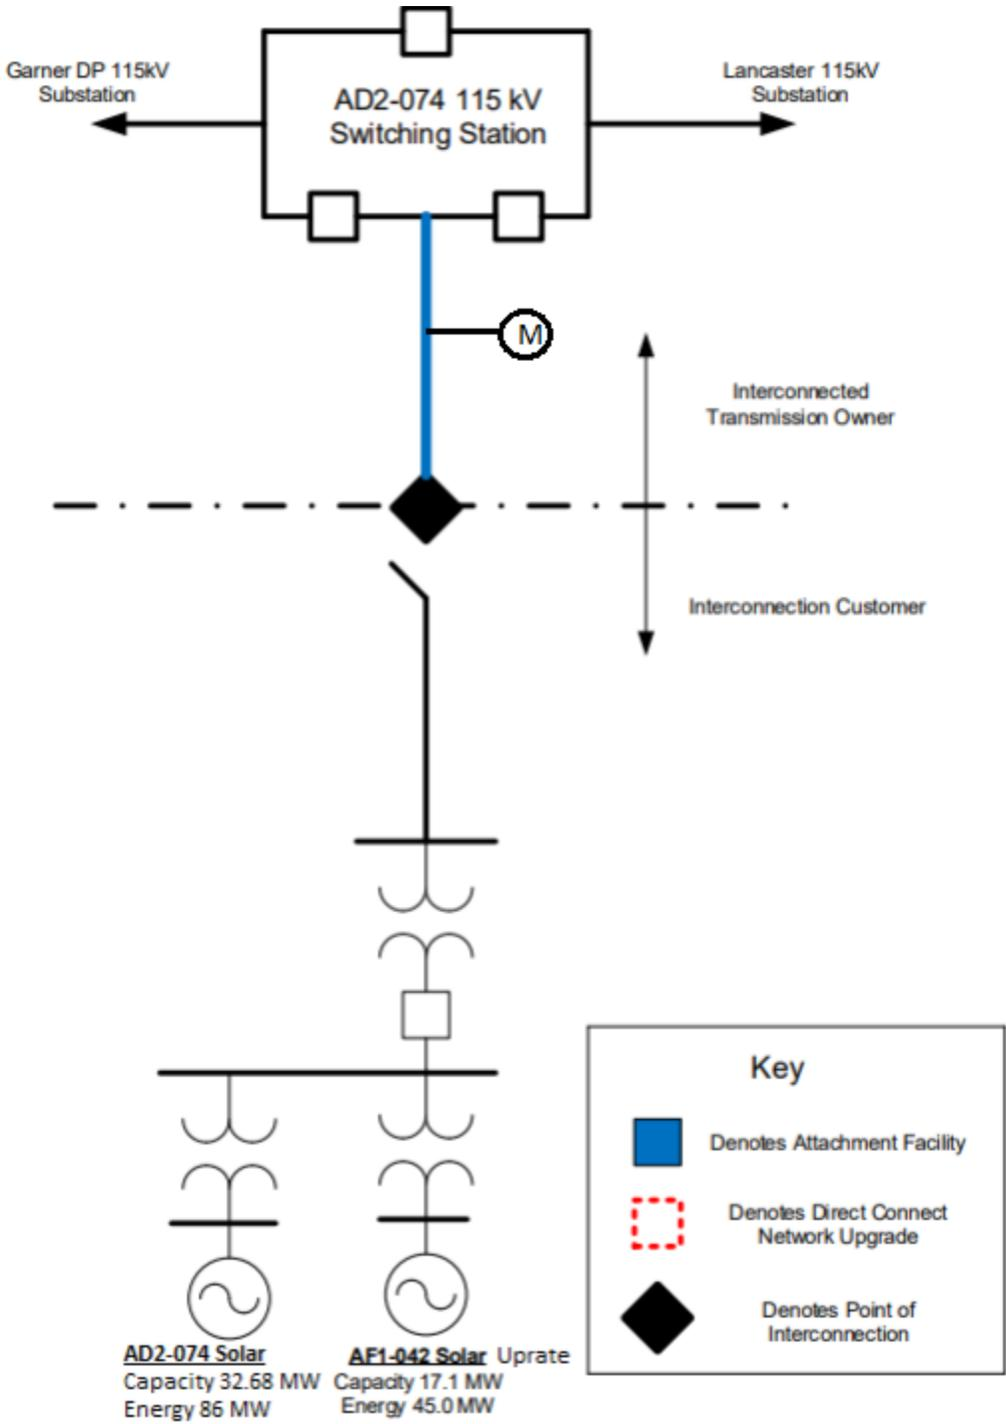 Garner DP 115kV
Substation
AD2-074 115 kV
Switching Station
Lancaster 115kV
Substation
M
Interconnected
Transmission Owner
Interconnection Customer
Key
Denotes Attachment Facility
Denotes Direct Connect
Network Upgrade
Denotes Point of
Interconnection
AD2-074 Solar
Capacity 32.68 MW
Energy 86 MW
AF1-042 Solar Uprate
Capacity 17.1 MW
Energy 45.0 MW